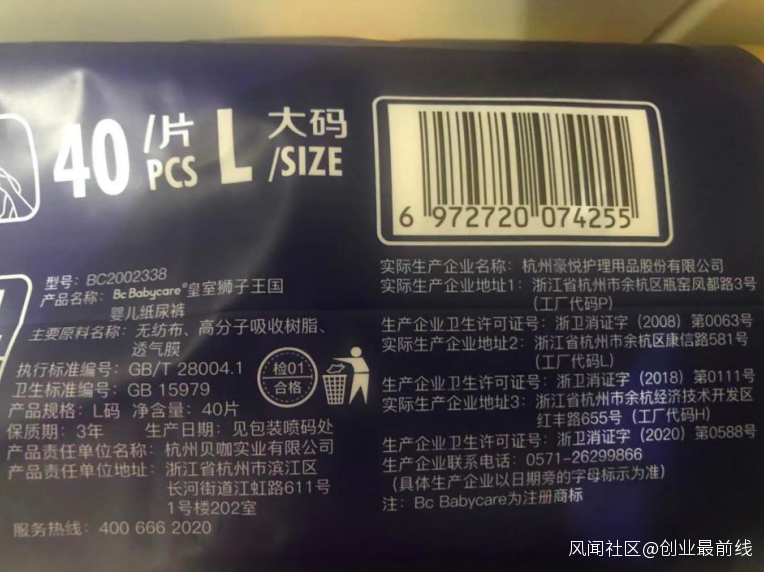 40/片 PCS L 大码/SIZE
6 972720 074255
型号: BC2002338
产品名称: Bc Babycare®皇室狮子王国
婴儿纸尿裤
主要原料名称: 无纺布、高分子吸收树脂、
透气膜
执行标准编号: GB/T 28004.1
卫生标准编号: GB 15979
产品规格: L码 净含量: 40片
保质期: 3年 生产日期: 见包装喷码处
产品责任单位名称: 杭州贝咖实业有限公司
产品责任单位地址: 浙江省杭州市滨江区
长河街道江虹路611号
1号楼202室
服务热线: 400 666 2020
检01
合格
实际生产企业名称: 杭州豪悦护理用品股份有限公司
实际生产企业地址1: 浙江省杭州市余杭区瓶窑凤都路3号
(工厂代码P)
生产企业卫生许可证号: 浙卫消证字 (2008) 第0063号
实际生产企业地址2: 浙江省杭州市余杭区康信路581号
(工厂代码L)
生产企业卫生许可证号: 浙卫消证字 (2018) 第0111号
实际生产企业地址3: 浙江省杭州市余杭经济技术开发区
红丰路655号 (工厂代码H)
生产企业卫生许可证号: 浙卫消证字 (2020) 第0588号
生产企业联系电话: 0571-26299866
(具体生产企业以日期旁的字母标示为准)
注: Bc Babycare为注册商标
风闻社区@创业最前线